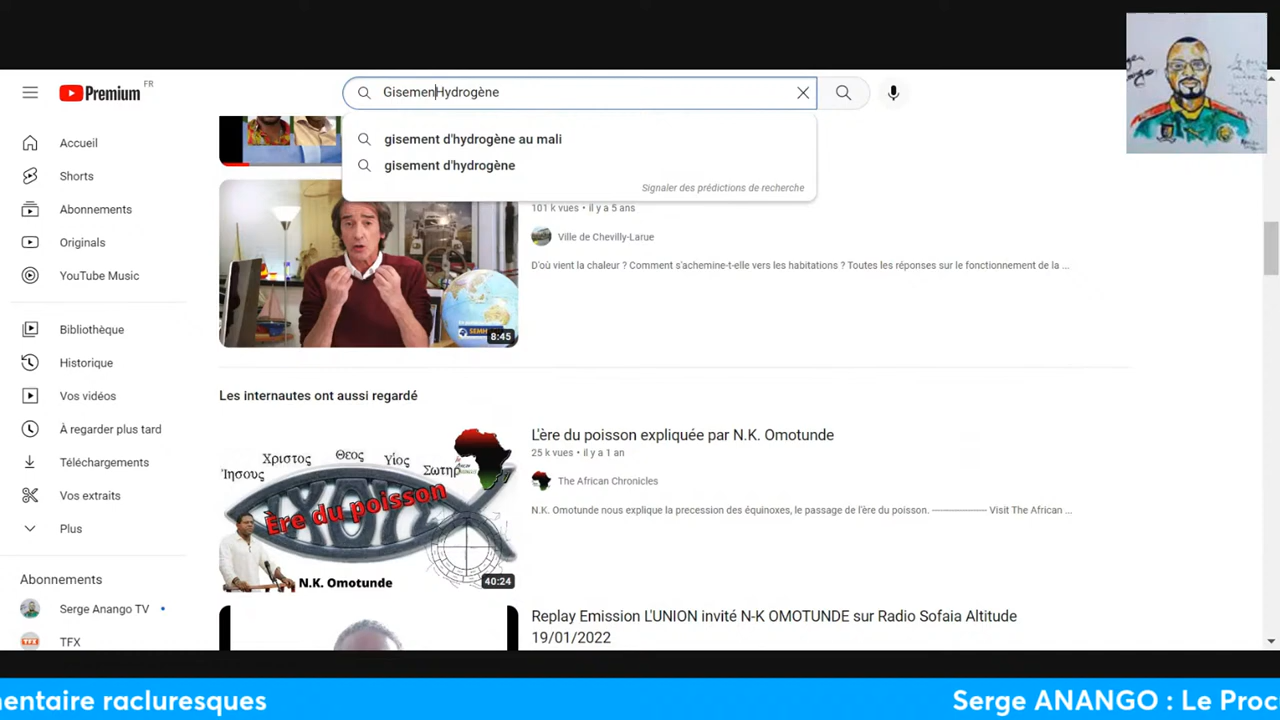 Premium FR
GisemenHydrogène
gisement d'hydrogène au mali
gisement d'hydrogène
Signaler des prédictions de recherche
Accueil
Shorts
Abonnements
Originals
YouTube Music
Bibliothèque
Historique
Vos vidéos
À regarder plus tard
Téléchargements
Vos extraits
Plus
Abonnements
Serge Anango TV
TFX
101 k vues • il y a 5 ans
Ville de Chevilly-Larue
D'où vient la chaleur ? Comment s'achemine-t-elle vers les habitations ? Toutes les réponses sur le fonctionnement de la ...
8:45
Les internautes ont aussi regardé
Ἰησους Χριστος Θεος Υἱος Σωτηρ
ΙΧΘΥΣ
Ère du poisson
N.K. Omotunde
40:24
L'ère du poisson expliquée par N.K. Omotunde
25 k vues • il y a 1 an
The African Chronicles
N.K. Omotunde nous explique la precession des équinoxes, le passage de l'ère du poisson. —————— Visit The African ...
Replay Emission L'UNION invité N-K OMOTUNDE sur Radio Sofaia Altitude
19/01/2022
mentaire racluresques
Serge ANANGO : Le Proc